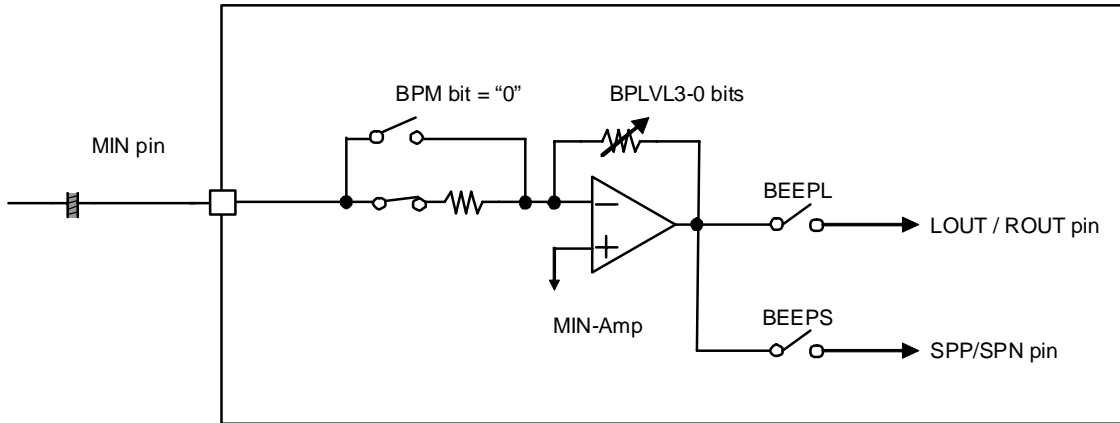 BPM bit = “0”
BPLVL3-0 bits
MIN pin
BEEPL
LOUT / ROUT pin
−
+
MIN-Amp
BEEPS
SPP/SPN pin